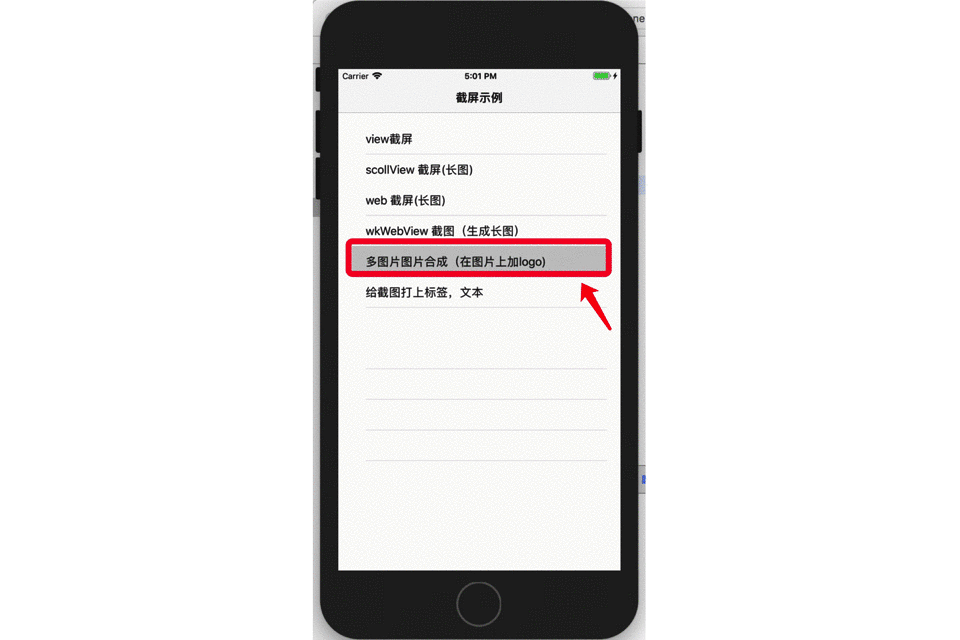 ne
Carrier 5:01 PM
截屏示例
view截屏
scollView 截屏(长图)
web 截屏(长图)
wkWebView 截图（生成长图）
多图片图片合成（在图片上加logo)
给截图打上标签，文本